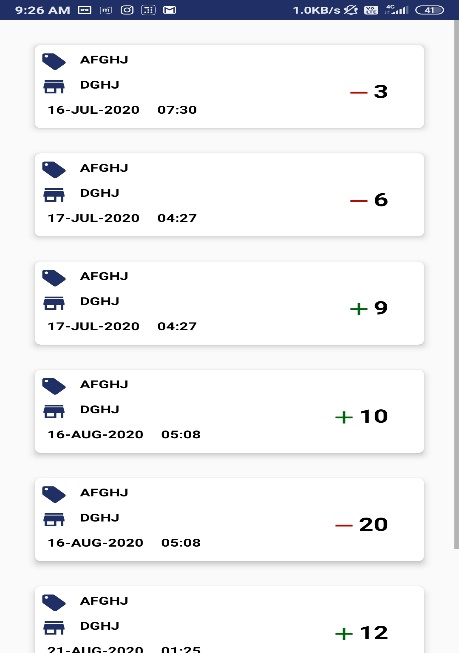 9:26 AM 1.0KB/s 4G 41
AFGHJ
DGHJ
16-JUL-2020 07:30
— 3
AFGHJ
DGHJ
17-JUL-2020 04:27
— 6
AFGHJ
DGHJ
17-JUL-2020 04:27
+ 9
AFGHJ
DGHJ
16-AUG-2020 05:08
+ 10
AFGHJ
DGHJ
16-AUG-2020 05:08
— 20
AFGHJ
DGHJ
21-AUG-2020 01:25
+ 12